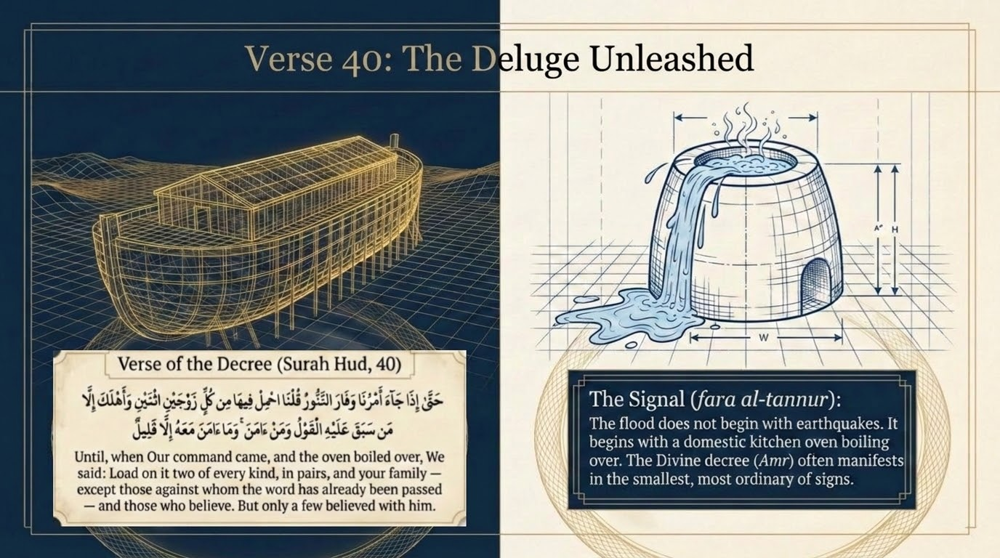 Verse 40: The Deluge Unleashed
Verse of the Decree (Surah Hud, 40)
حَتَّىٰ إِذَا جَآءَ أَمْرُنَا وَفَارَ التَّنُّورُ قُلْنَا احْمِلْ فِيهَا مِن كُلٍّ زَوْجَيْنِ اثْنَيْنِ وَأَهْلَكَ إِلَّا
مَن سَبَقَ عَلَيْهِ الْقَوْلُ وَمَنْ ءَامَنَ ۚ وَمَا ءَامَنَ مَعَهُ إِلَّا قَلِيلٌ
Until, when Our command came, and the oven boiled over, We
said: Load on it two of every kind, in pairs, and your family —
except those against whom the word has already been passed
— and those who believe. But only a few believed with him.
A"
H
W
The Signal (fara al-tannur):
The flood does not begin with earthquakes. It
begins with a domestic kitchen oven boiling
over. The Divine decree (Amr) often manifests
in the smallest, most ordinary of signs.